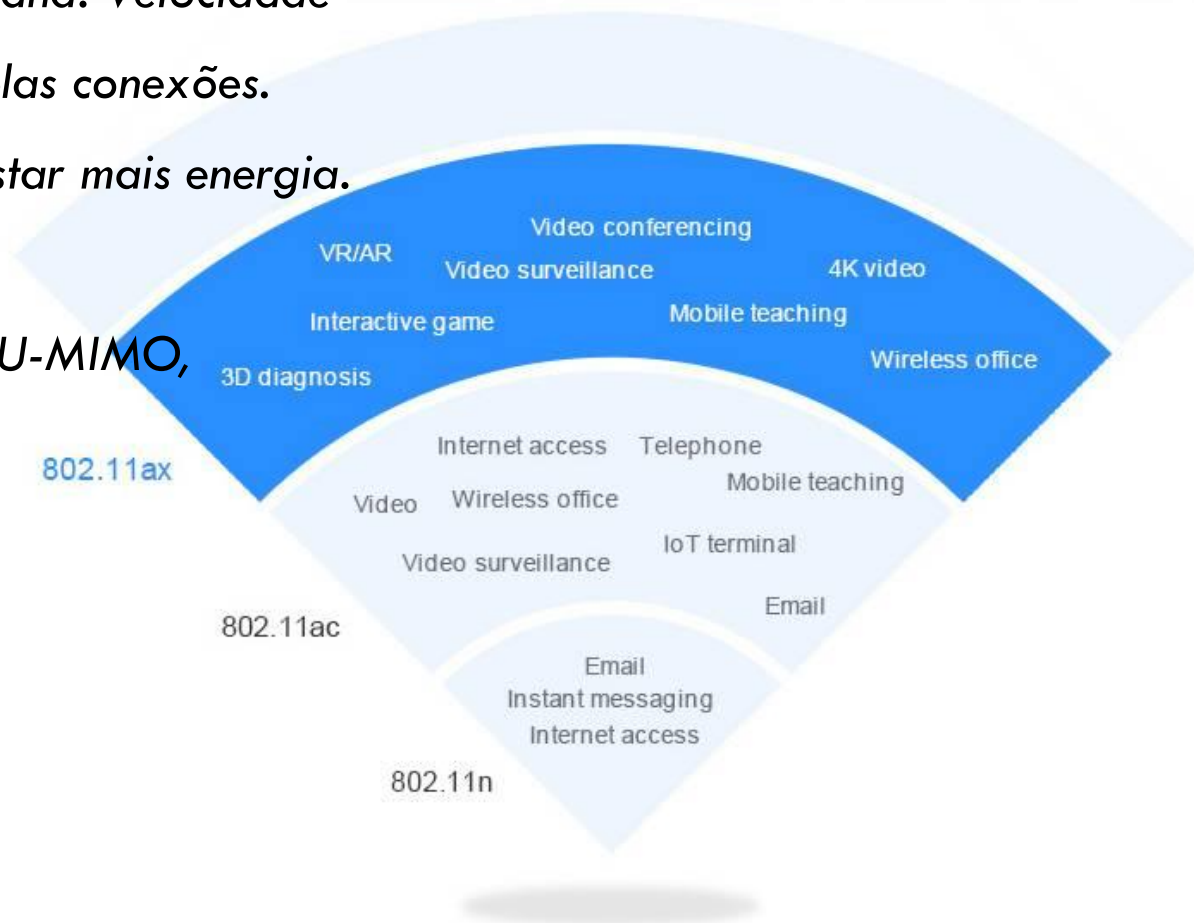 las conexões.
star mais energia.
Video conferencing
VR/AR
Video surveillance
4K video
Interactive game
Mobile teaching
U-MIMO,
3D diagnosis
Wireless office
802.11ax
Internet access
Telephone
Mobile teaching
Video
Wireless office
IoT terminal
Video surveillance
Email
802.11ac
Email
Instant messaging
Internet access
802.11n